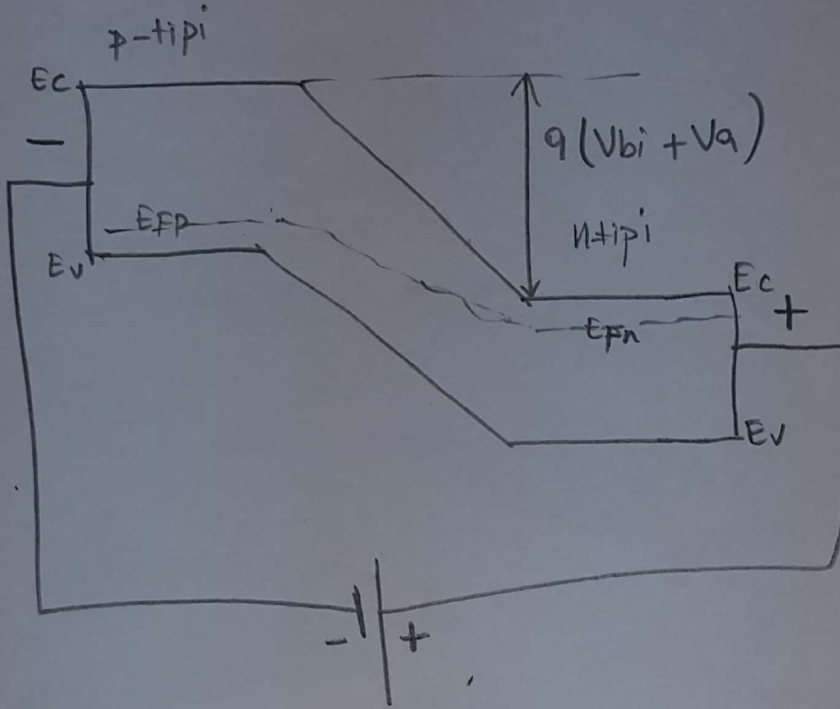 p-tipi
Ec
−
q(Vbi + Va)
EFp
n-tipi
Ev
Ec
+
EFn
Ev
− +